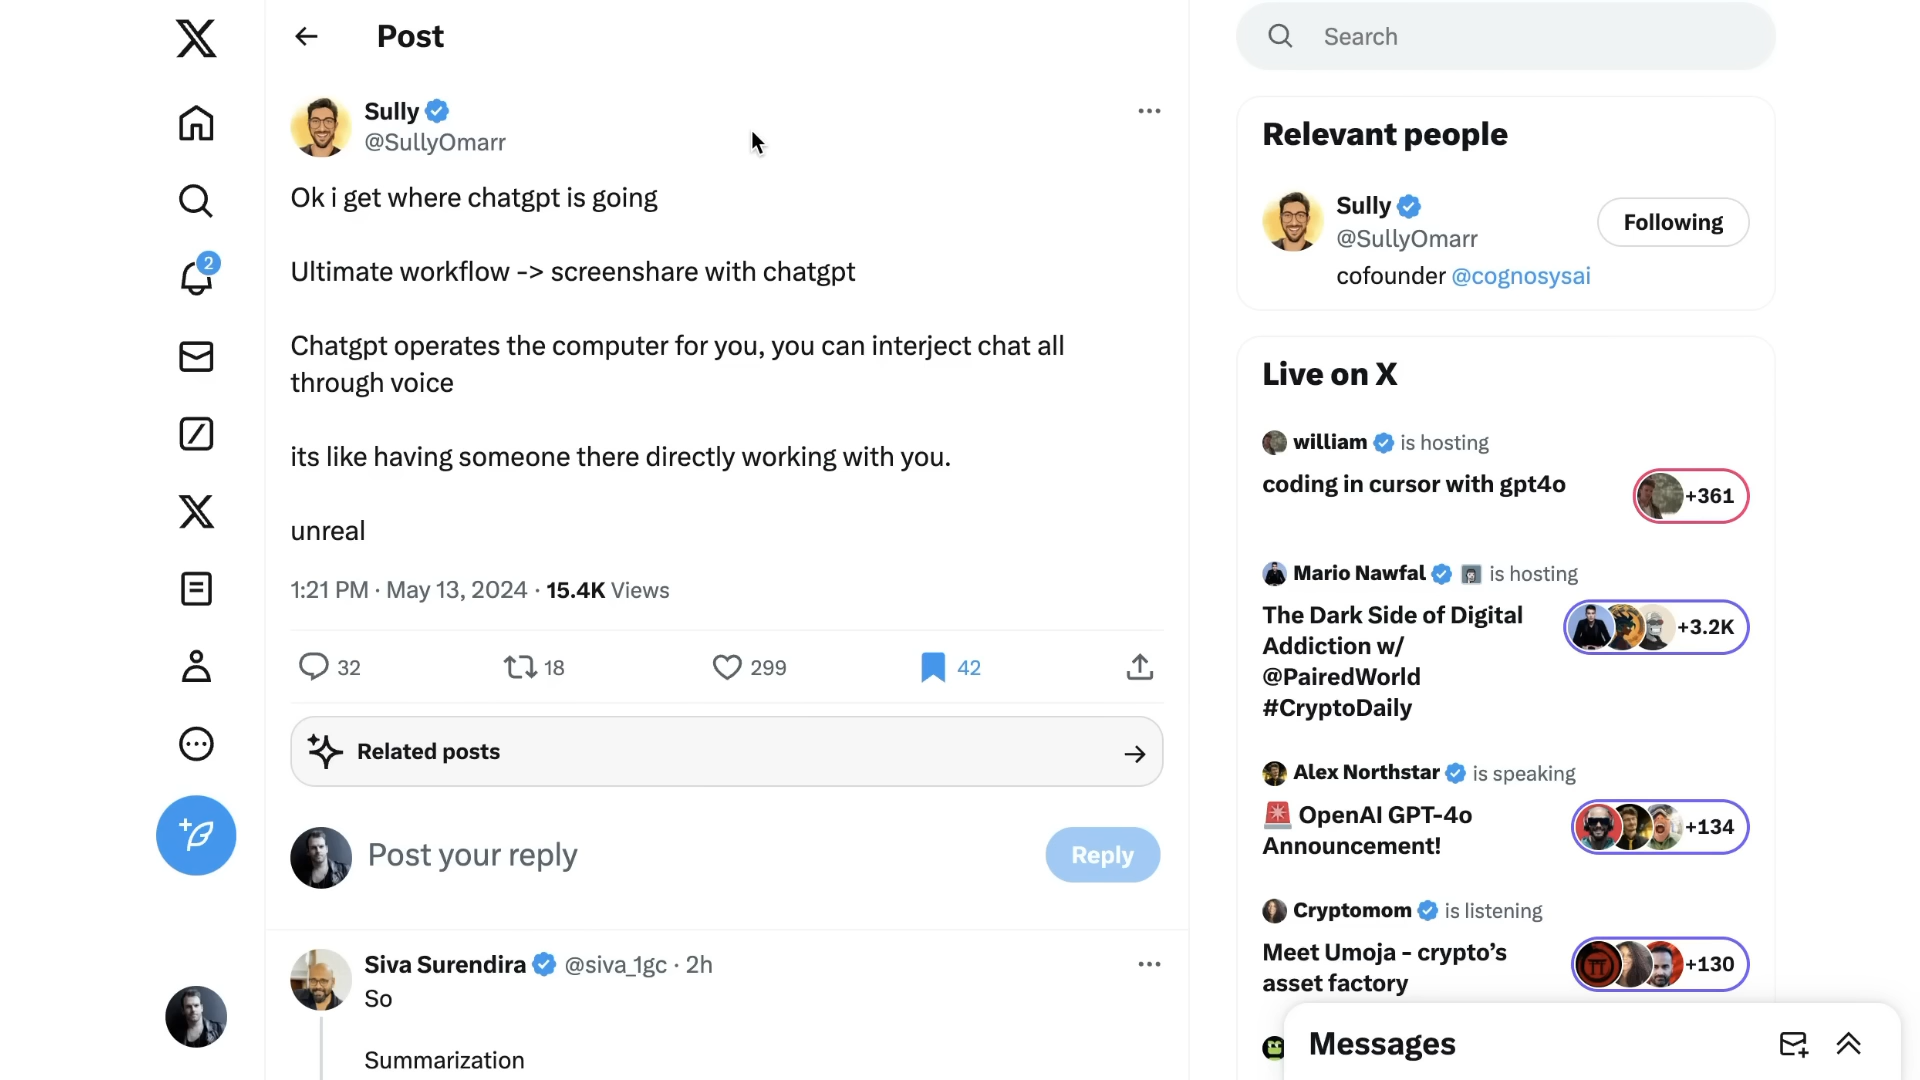 Post
Sully
@SullyOmarr
Ok i get where chatgpt is going
Ultimate workflow -> screenshare with chatgpt
Chatgpt operates the computer for you, you can interject chat all
through voice
its like having someone there directly working with you.
unreal
1:21 PM · May 13, 2024 · 15.4K Views
32
18
299
42
Related posts
Post your reply
Reply
Siva Surendira @siva_1gc · 2h
So
Summarization
2
Search
Relevant people
Sully
@SullyOmarr
Following
cofounder @cognosysai
Live on X
william is hosting
coding in cursor with gpt4o
+361
Mario Nawfal is hosting
The Dark Side of Digital
Addiction w/
@PairedWorld
#CryptoDaily
+3.2K
Alex Northstar is speaking
🚨 OpenAI GPT-4o
Announcement!
+134
Cryptomom is listening
Meet Umoja - crypto’s
asset factory
+130
Messages